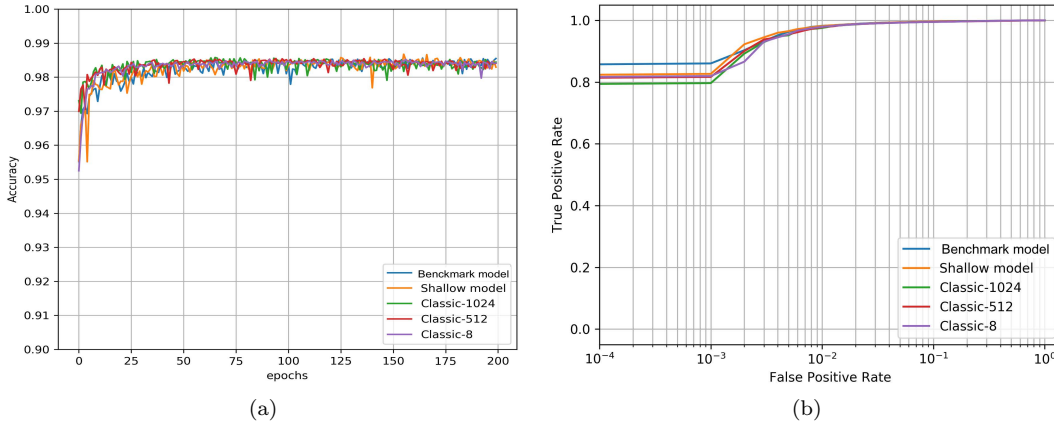 1.00
0.99
0.98
0.97
0.96
0.95
0.94
0.93
0.92
0.91
0.90
Accuracy
0 25 50 75 100 125 150 175 200
epochs
Benckmark model
Shallow model
Classic-1024
Classic-512
Classic-8
(a)
1.0
0.8
0.6
0.4
0.2
0.0
True Positive Rate
10⁻⁴ 10⁻³ 10⁻² 10⁻¹ 10⁰
False Positive Rate
Benchmark model
Shallow model
Classic-1024
Classic-512
Classic-8
(b)